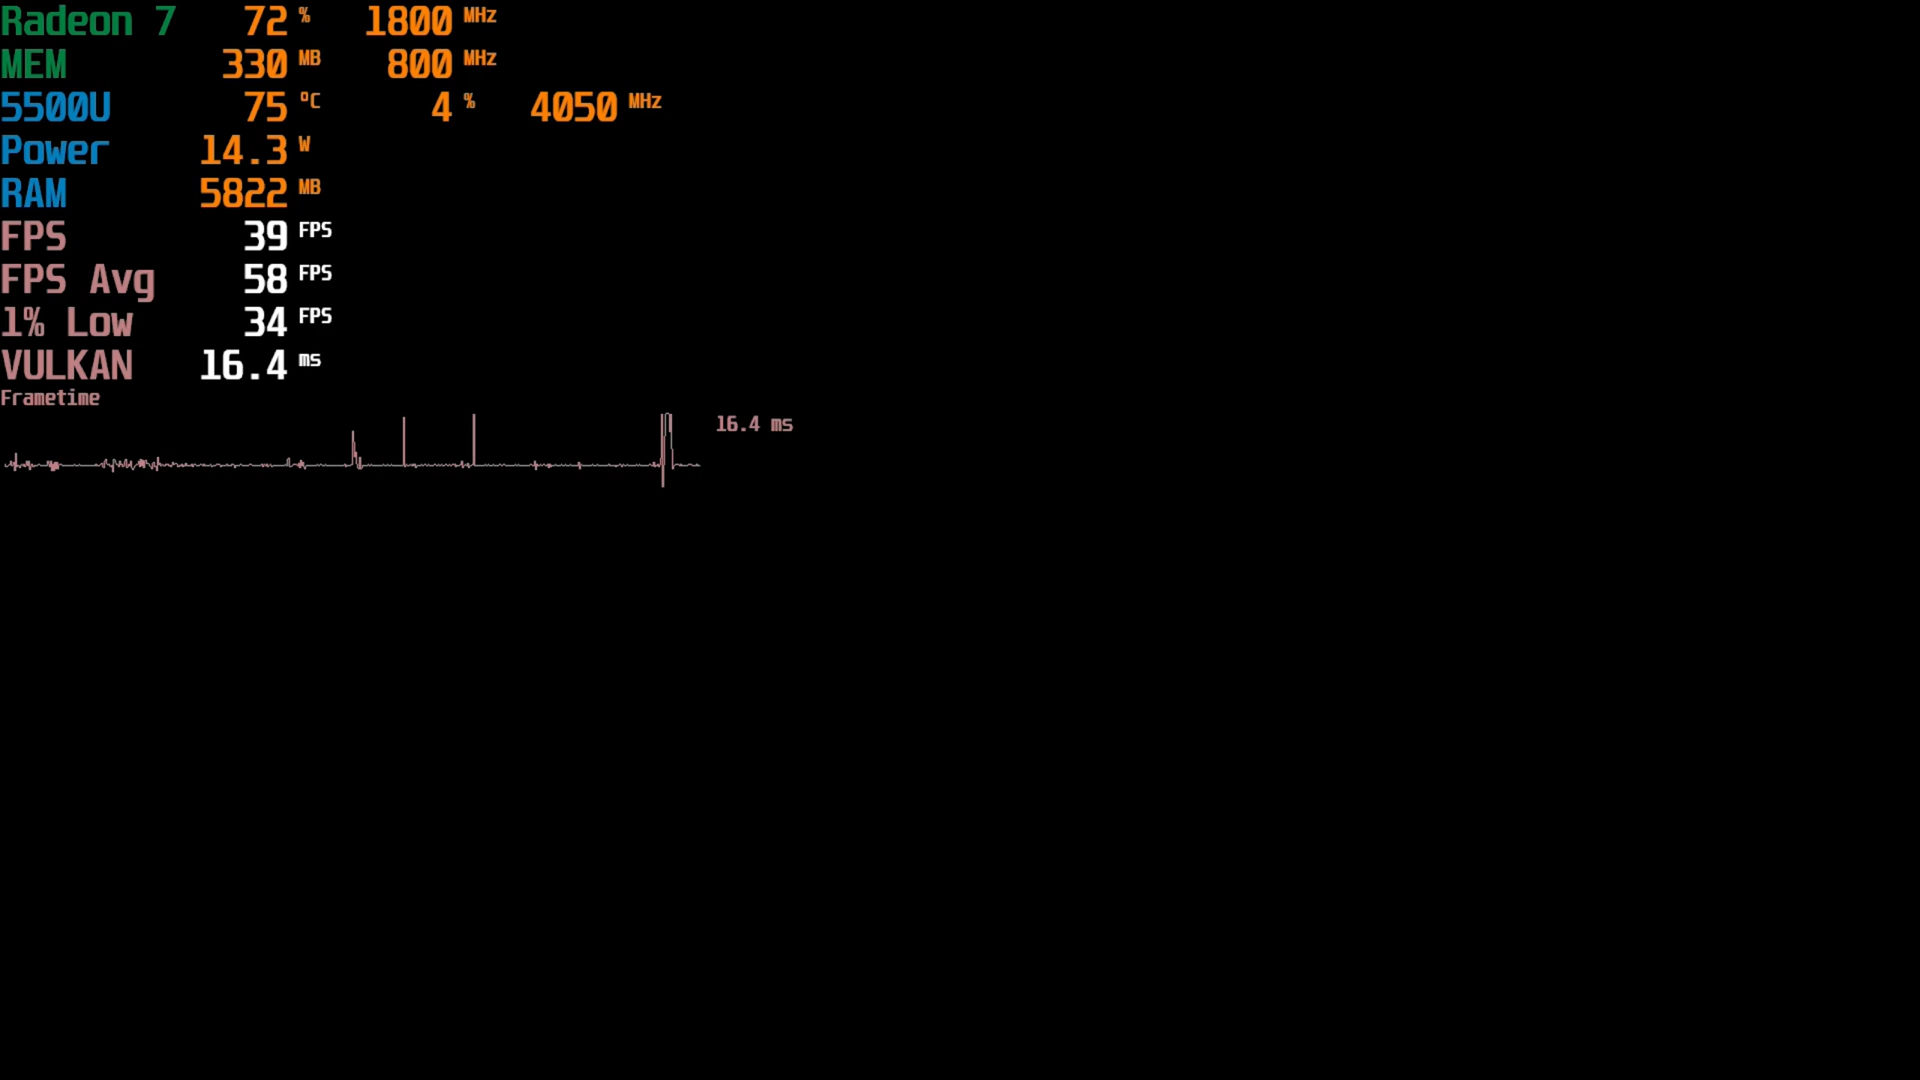 Radeon 7 72 % 1800 MHz
MEM 330 MB 800 MHz
5500U 75 °C 4 % 4050 MHz
Power 14.3 W
RAM 5822 MB
FPS 39 FPS
FPS Avg 58 FPS
1% Low 34 FPS
VULKAN 16.4 ms
Frametime
16.4 ms